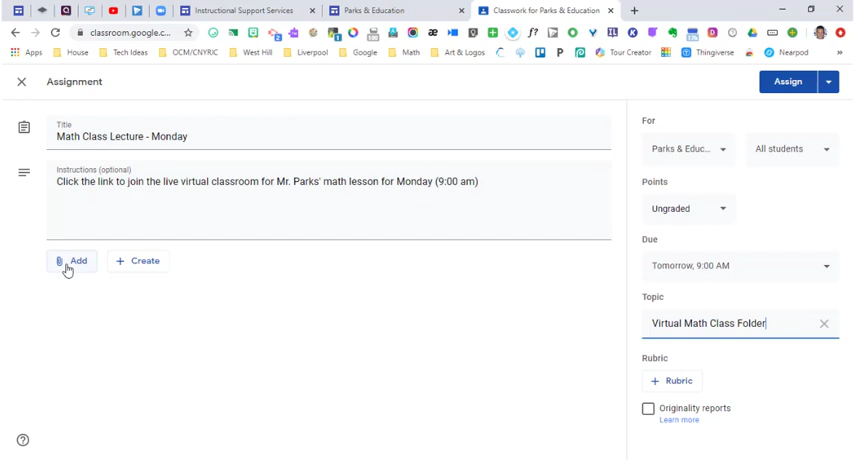 Instructional Support Services
Parks & Education
Classwork for Parks & Education
classroom.google.c...
Apps
House
Tech Ideas
OCM/CNYRIC
West Hill
Liverpool
Google
Math
Art & Logos
Tour Creator
Thingiverse
Nearpod
Assignment
Assign
Title
Math Class Lecture - Monday
Instructions (optional)
Click the link to join the live virtual classroom for Mr. Parks' math lesson for Monday (9:00 am)
Add
Create
For
Parks & Educ...
All students
Points
Ungraded
Due
Tomorrow, 9:00 AM
Topic
Virtual Math Class Folder
Rubric
+ Rubric
Originality reports
Learn more